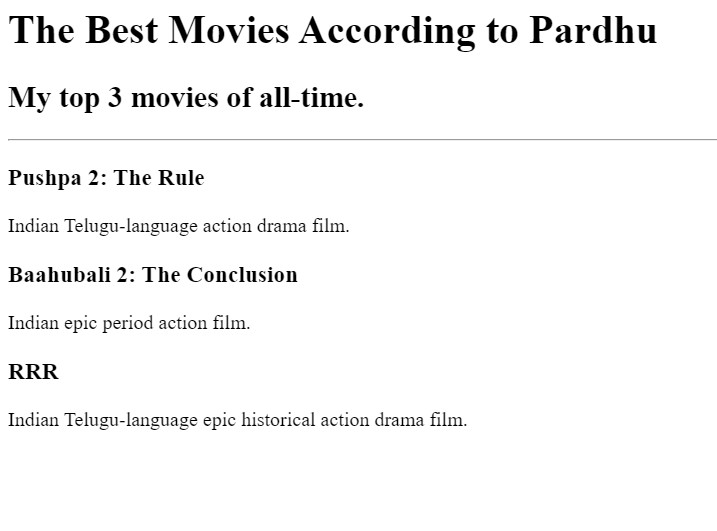 The Best Movies According to Pardhu
My top 3 movies of all-time.
Pushpa 2: The Rule
Indian Telugu-language action drama film.
Baahubali 2: The Conclusion
Indian epic period action film.
RRR
Indian Telugu-language epic historical action drama film.